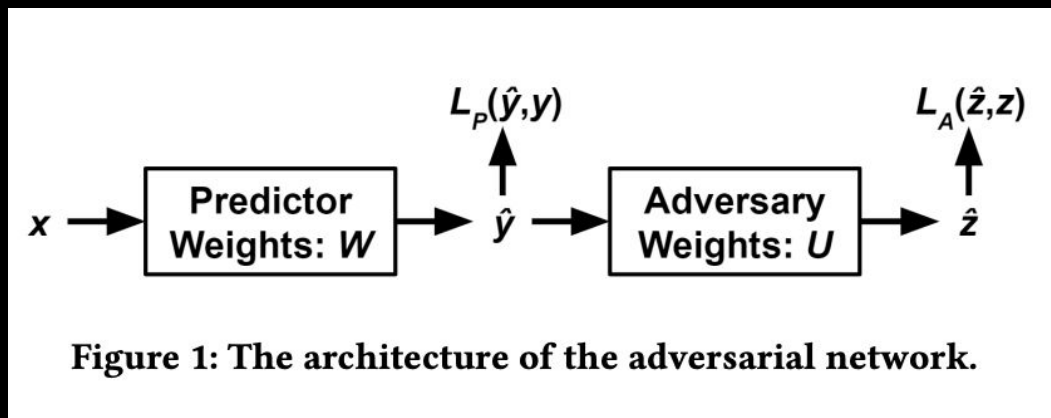 L_P(ŷ,y)
L_A(ẑ,z)
x
Predictor
Weights: W
ŷ
Adversary
Weights: U
ẑ
Figure 1: The architecture of the adversarial network.